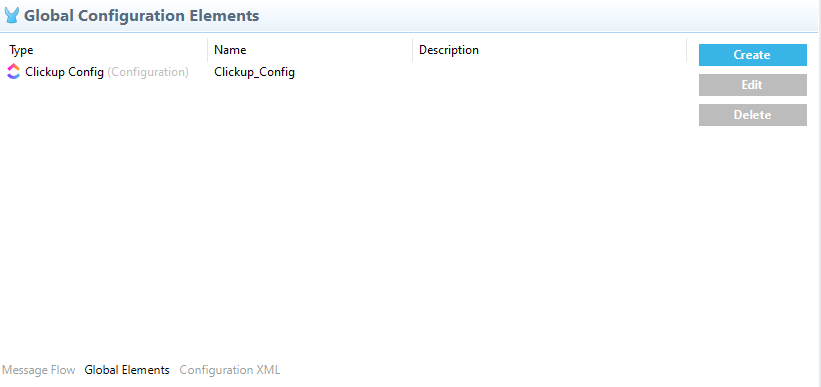 Global Configuration Elements
Type Name Description
Create
Clickup Config (Configuration) Clickup_Config
Edit
Delete
Message Flow Global Elements Configuration XML